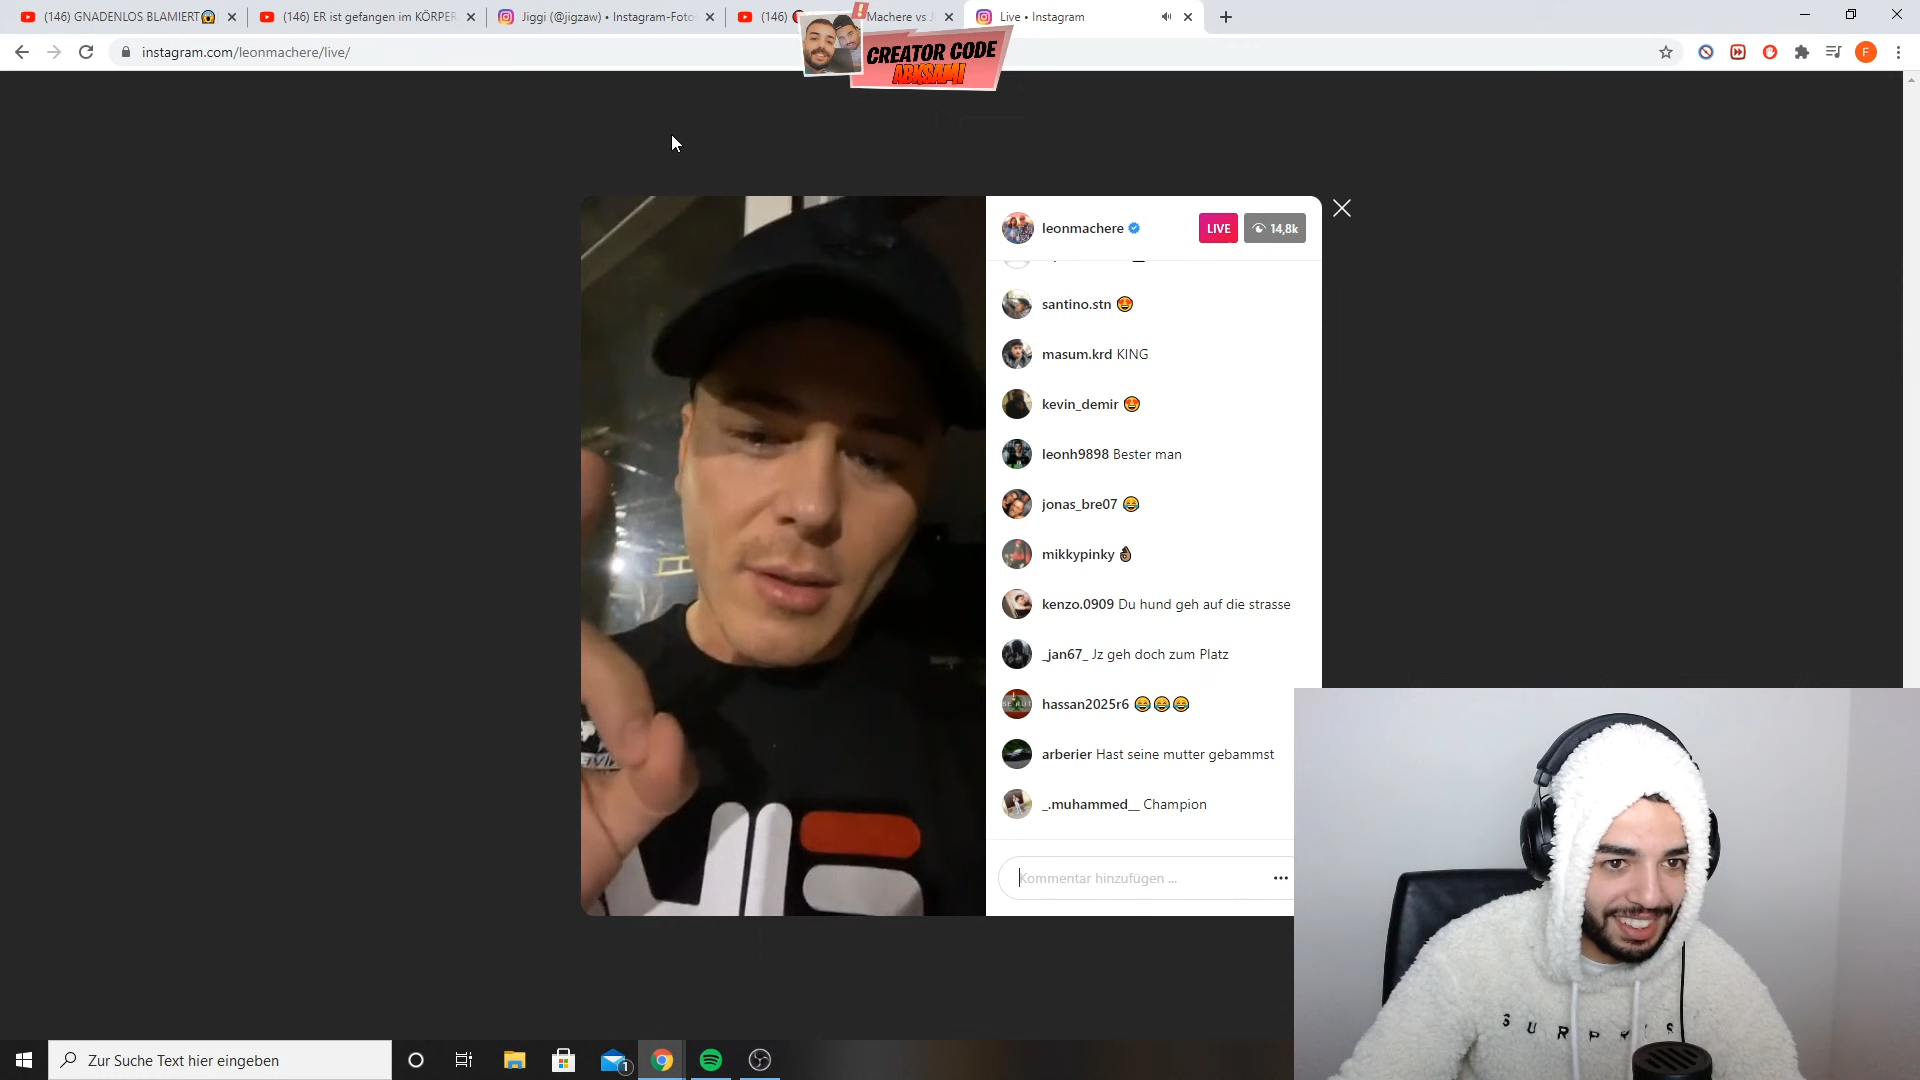 (146) GNADENLOS BLAMIERT😱
(146) ER ist gefangen im KÖRPER
Jiggi (@jigzaw) • Instagram-Foto
(146)
Machere vs J
Live • Instagram
instagram.com/leonmachere/live/
F
CREATOR CODE
ABKSAMI
leonmachere
LIVE
14,8k
santino.stn 🤩
masum.krd KING
kevin_demir 🤩
leonh9898 Bester man
jonas_bre07 😂
mikkypinky 👌🏾
kenzo.0909 Du hund geh auf die strasse
_jan67_ Jz geh doch zum Platz
hassan2025r6 😂😂😂
arberier Hast seine mutter gebammst
_.muhammed__ Champion
Kommentar hinzufügen ...
Zur Suche Text hier eingeben
1